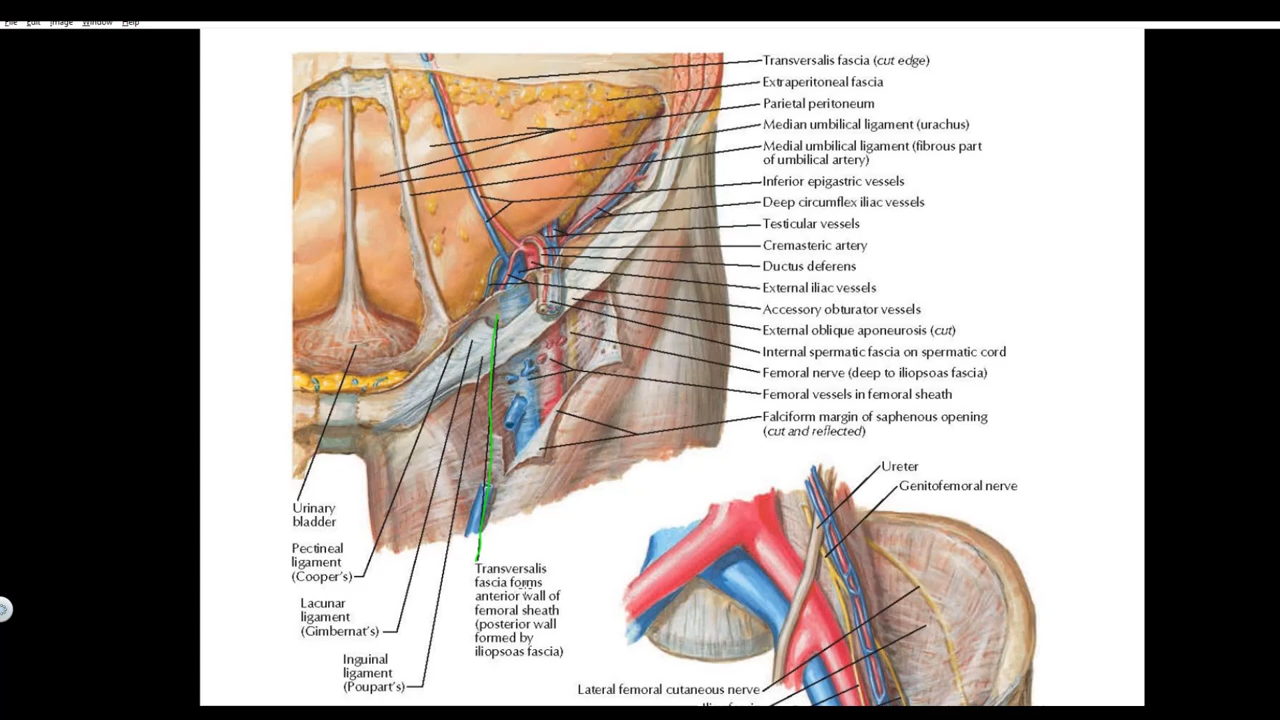 File Edit Image Window Help
Transversalis fascia (cut edge)
Extraperitoneal fascia
Parietal peritoneum
Median umbilical ligament (urachus)
Medial umbilical ligament (fibrous part
of umbilical artery)
Inferior epigastric vessels
Deep circumflex iliac vessels
Testicular vessels
Cremasteric artery
Ductus deferens
External iliac vessels
Accessory obturator vessels
External oblique aponeurosis (cut)
Internal spermatic fascia on spermatic cord
Femoral nerve (deep to iliopsoas fascia)
Femoral vessels in femoral sheath
Falciform margin of saphenous opening
(cut and reflected)
Urinary
bladder
Pectineal
ligament
(Cooper's)
Lacunar
ligament
(Gimbernat's)
Inguinal
ligament
(Poupart's)
Transversalis
fascia forms
anterior wall of
femoral sheath
(posterior wall
formed by
iliopsoas fascia)
Ureter
Genitofemoral nerve
Lateral femoral cutaneous nerve